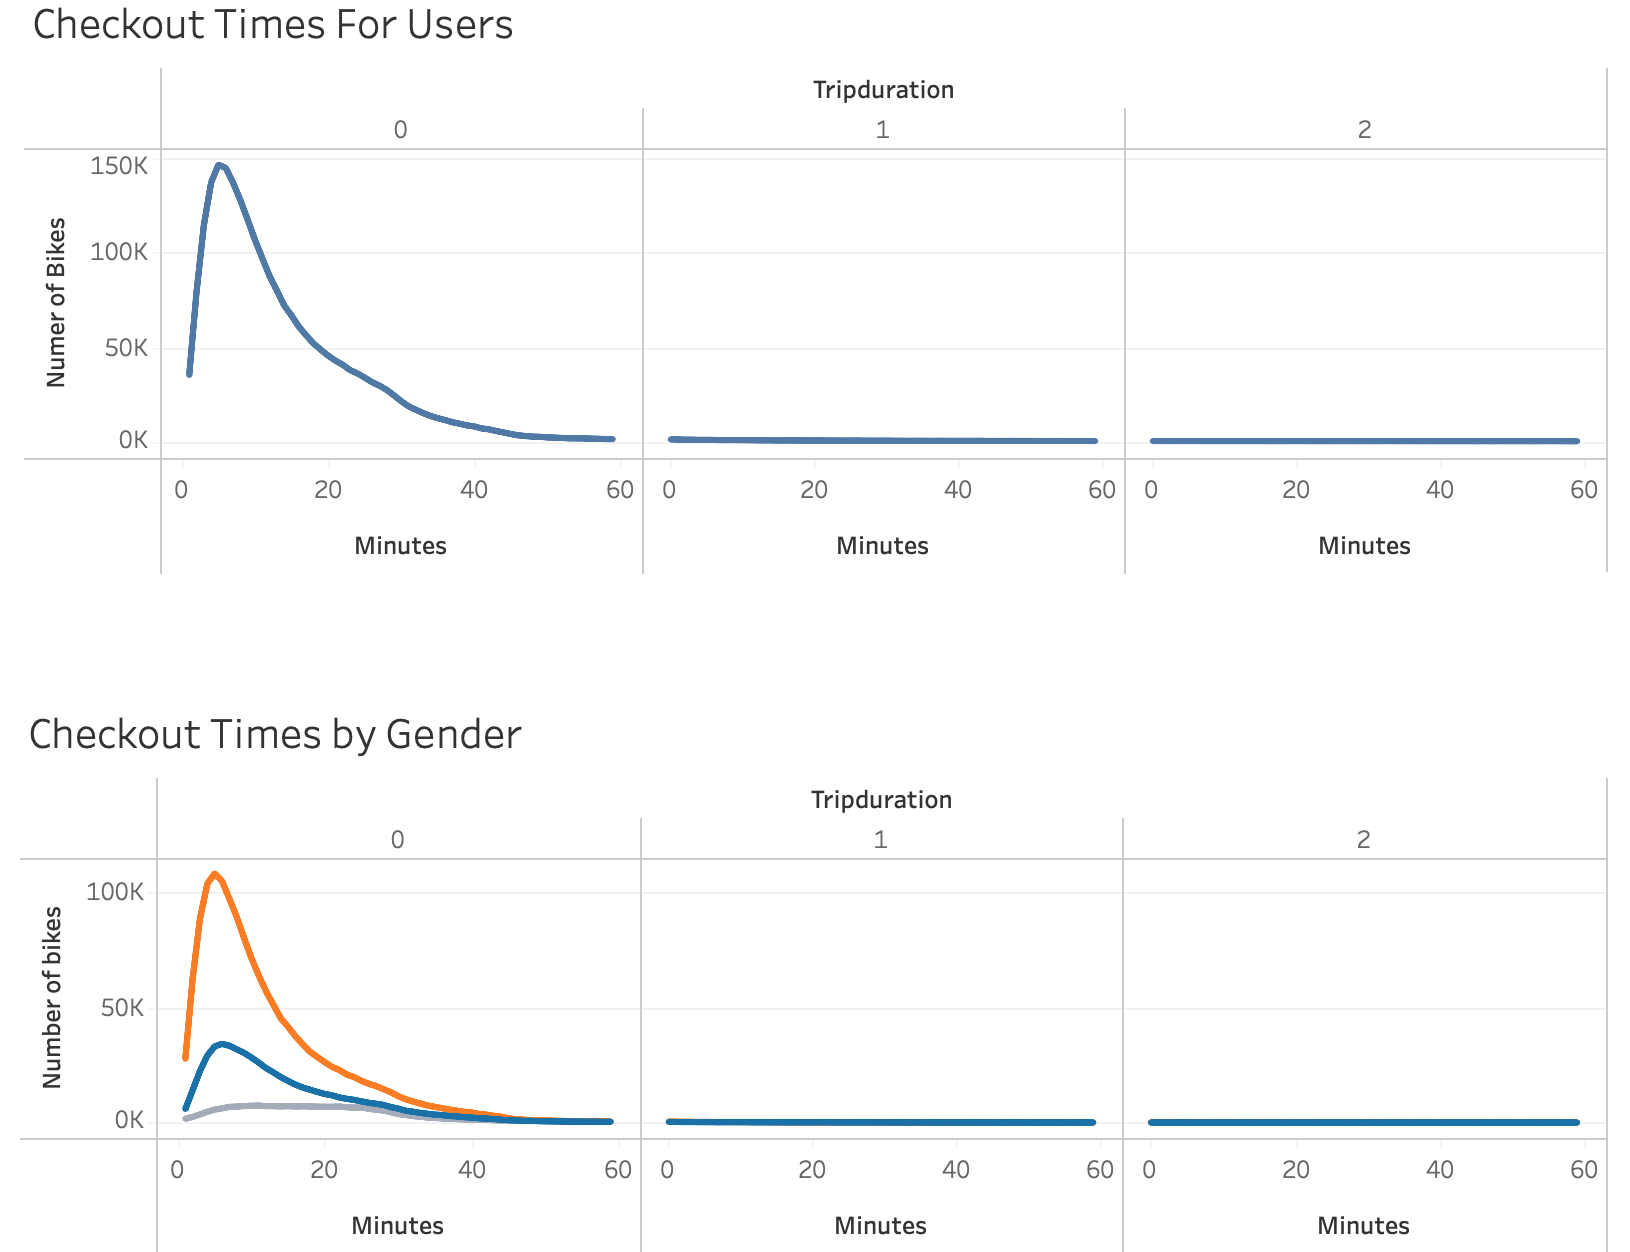 Checkout Times For Users
Tripduration
0 1 2
150K
100K
50K
0K
Numer of Bikes
0 20 40 60 0 20 40 60 0 20 40 60
Minutes Minutes Minutes
Checkout Times by Gender
Tripduration
0 1 2
100K
50K
0K
Number of bikes
0 20 40 60 0 20 40 60 0 20 40 60
Minutes Minutes Minutes